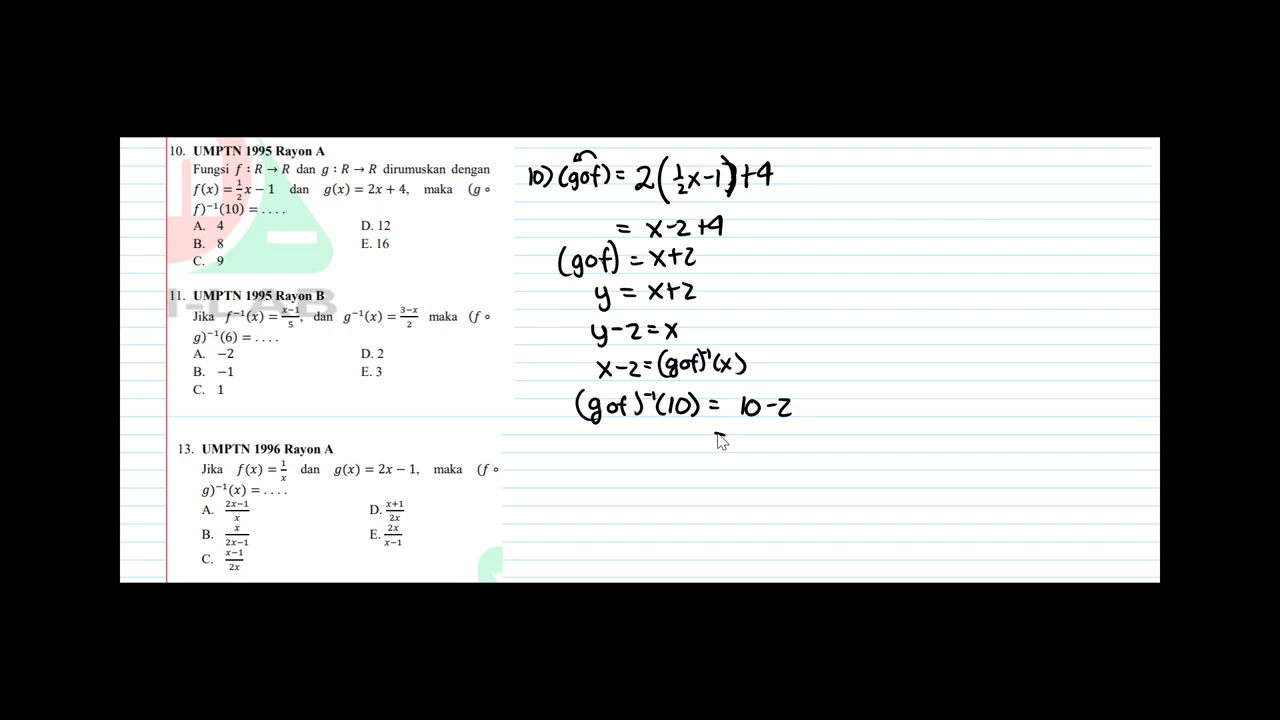 10. UMPTN 1995 Rayon A
Fungsi f : R → R dan g : R → R dirumuskan dengan
f(x) = 1/2 x − 1 dan g(x) = 2x + 4, maka (g ∘
f)⁻¹(10) = . . . .
A. 4 D. 12
B. 8 E. 16
C. 9
11. UMPTN 1995 Rayon B
Jika f⁻¹(x) = (x−1)/5, dan g⁻¹(x) = (3−x)/2 maka (f ∘
g)⁻¹(6) = . . . .
A. −2 D. 2
B. −1 E. 3
C. 1
13. UMPTN 1996 Rayon A
Jika f(x) = 1/x dan g(x) = 2x − 1, maka (f ∘
g)⁻¹(x) = . . . .
A. (2x−1)/x D. (x+1)/2x
B. x/(2x−1) E. 2x/(x−1)
C. (x−1)/2x
10) (gof) = 2(1/2 x-1)+4
= x-2+4
(gof) = x+2
y = x+2
y-2 = x
x-2 = (gof)⁻¹(x)
(gof)⁻¹(10) = 10-2